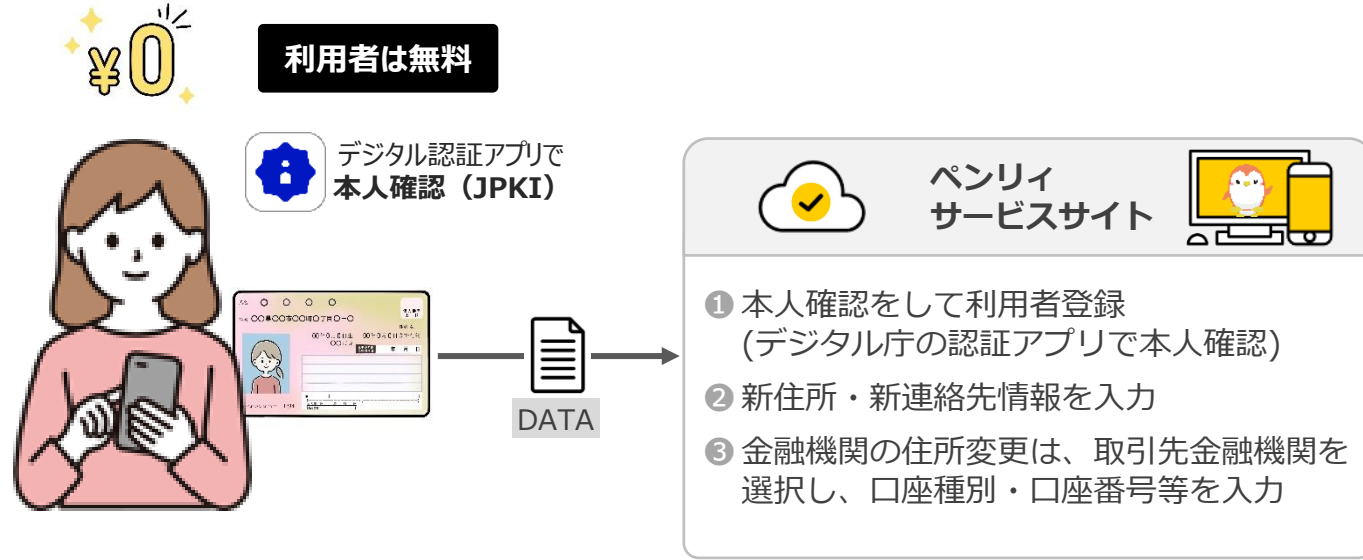 ¥0
利用者は無料
デジタル認証アプリで
本人確認（JPKI）
DATA
ペンリィ
サービスサイト
❶ 本人確認をして利用者登録
(デジタル庁の認証アプリで本人確認)
❷ 新住所・新連絡先情報を入力
❸ 金融機関の住所変更は、取引先金融機関を
選択し、口座種別・口座番号等を入力